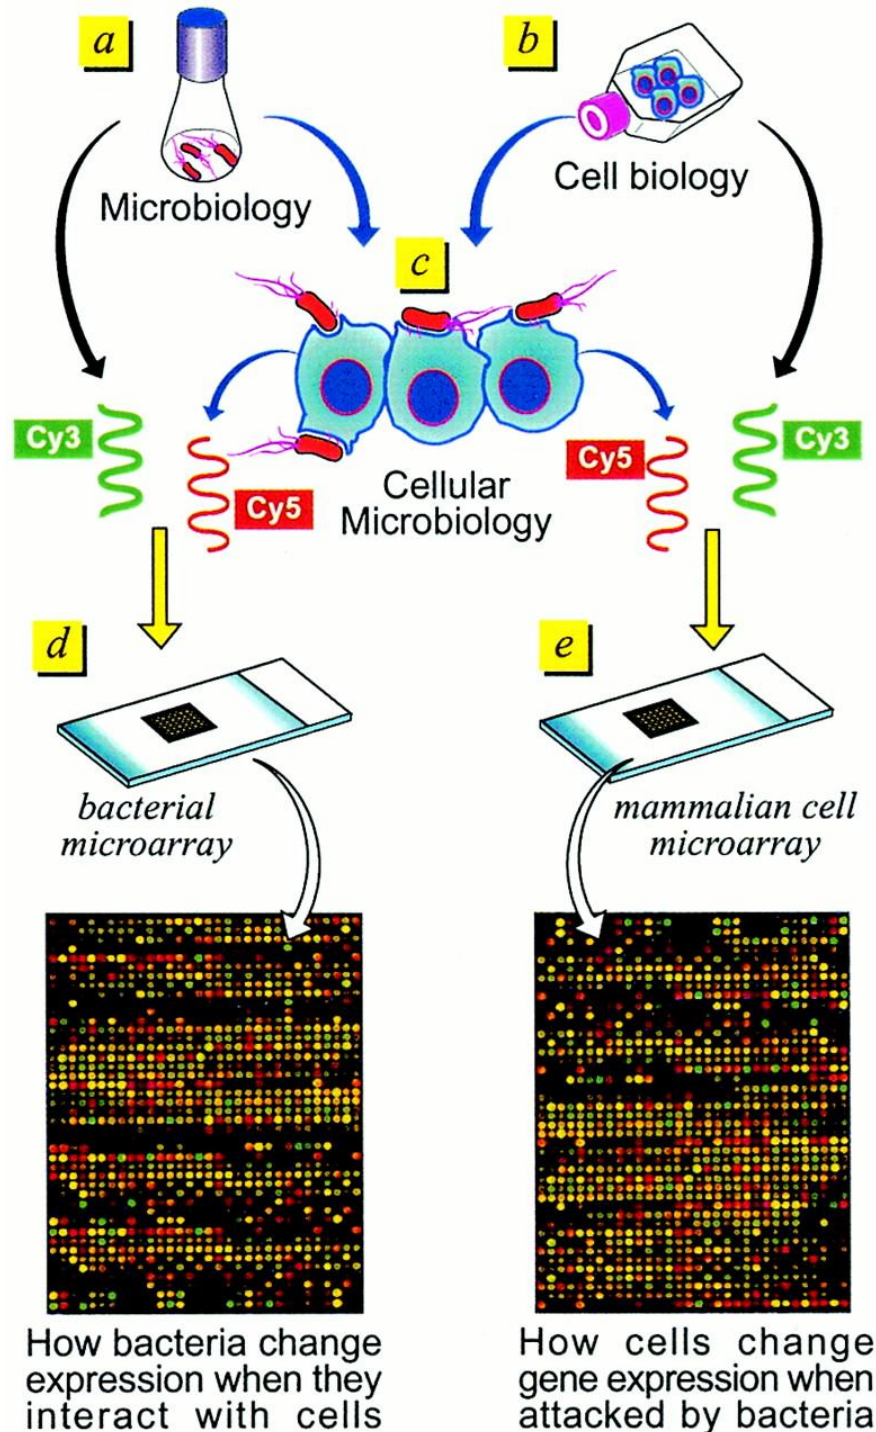 a
b
Microbiology
Cell biology
c
Cy3
Cy5
Cellular
Microbiology
Cy5
Cy3
d
bacterial
microarray
e
mammalian cell
microarray
How bacteria change
expression when they
interact with cells
How cells change
gene expression when
attacked by bacteria